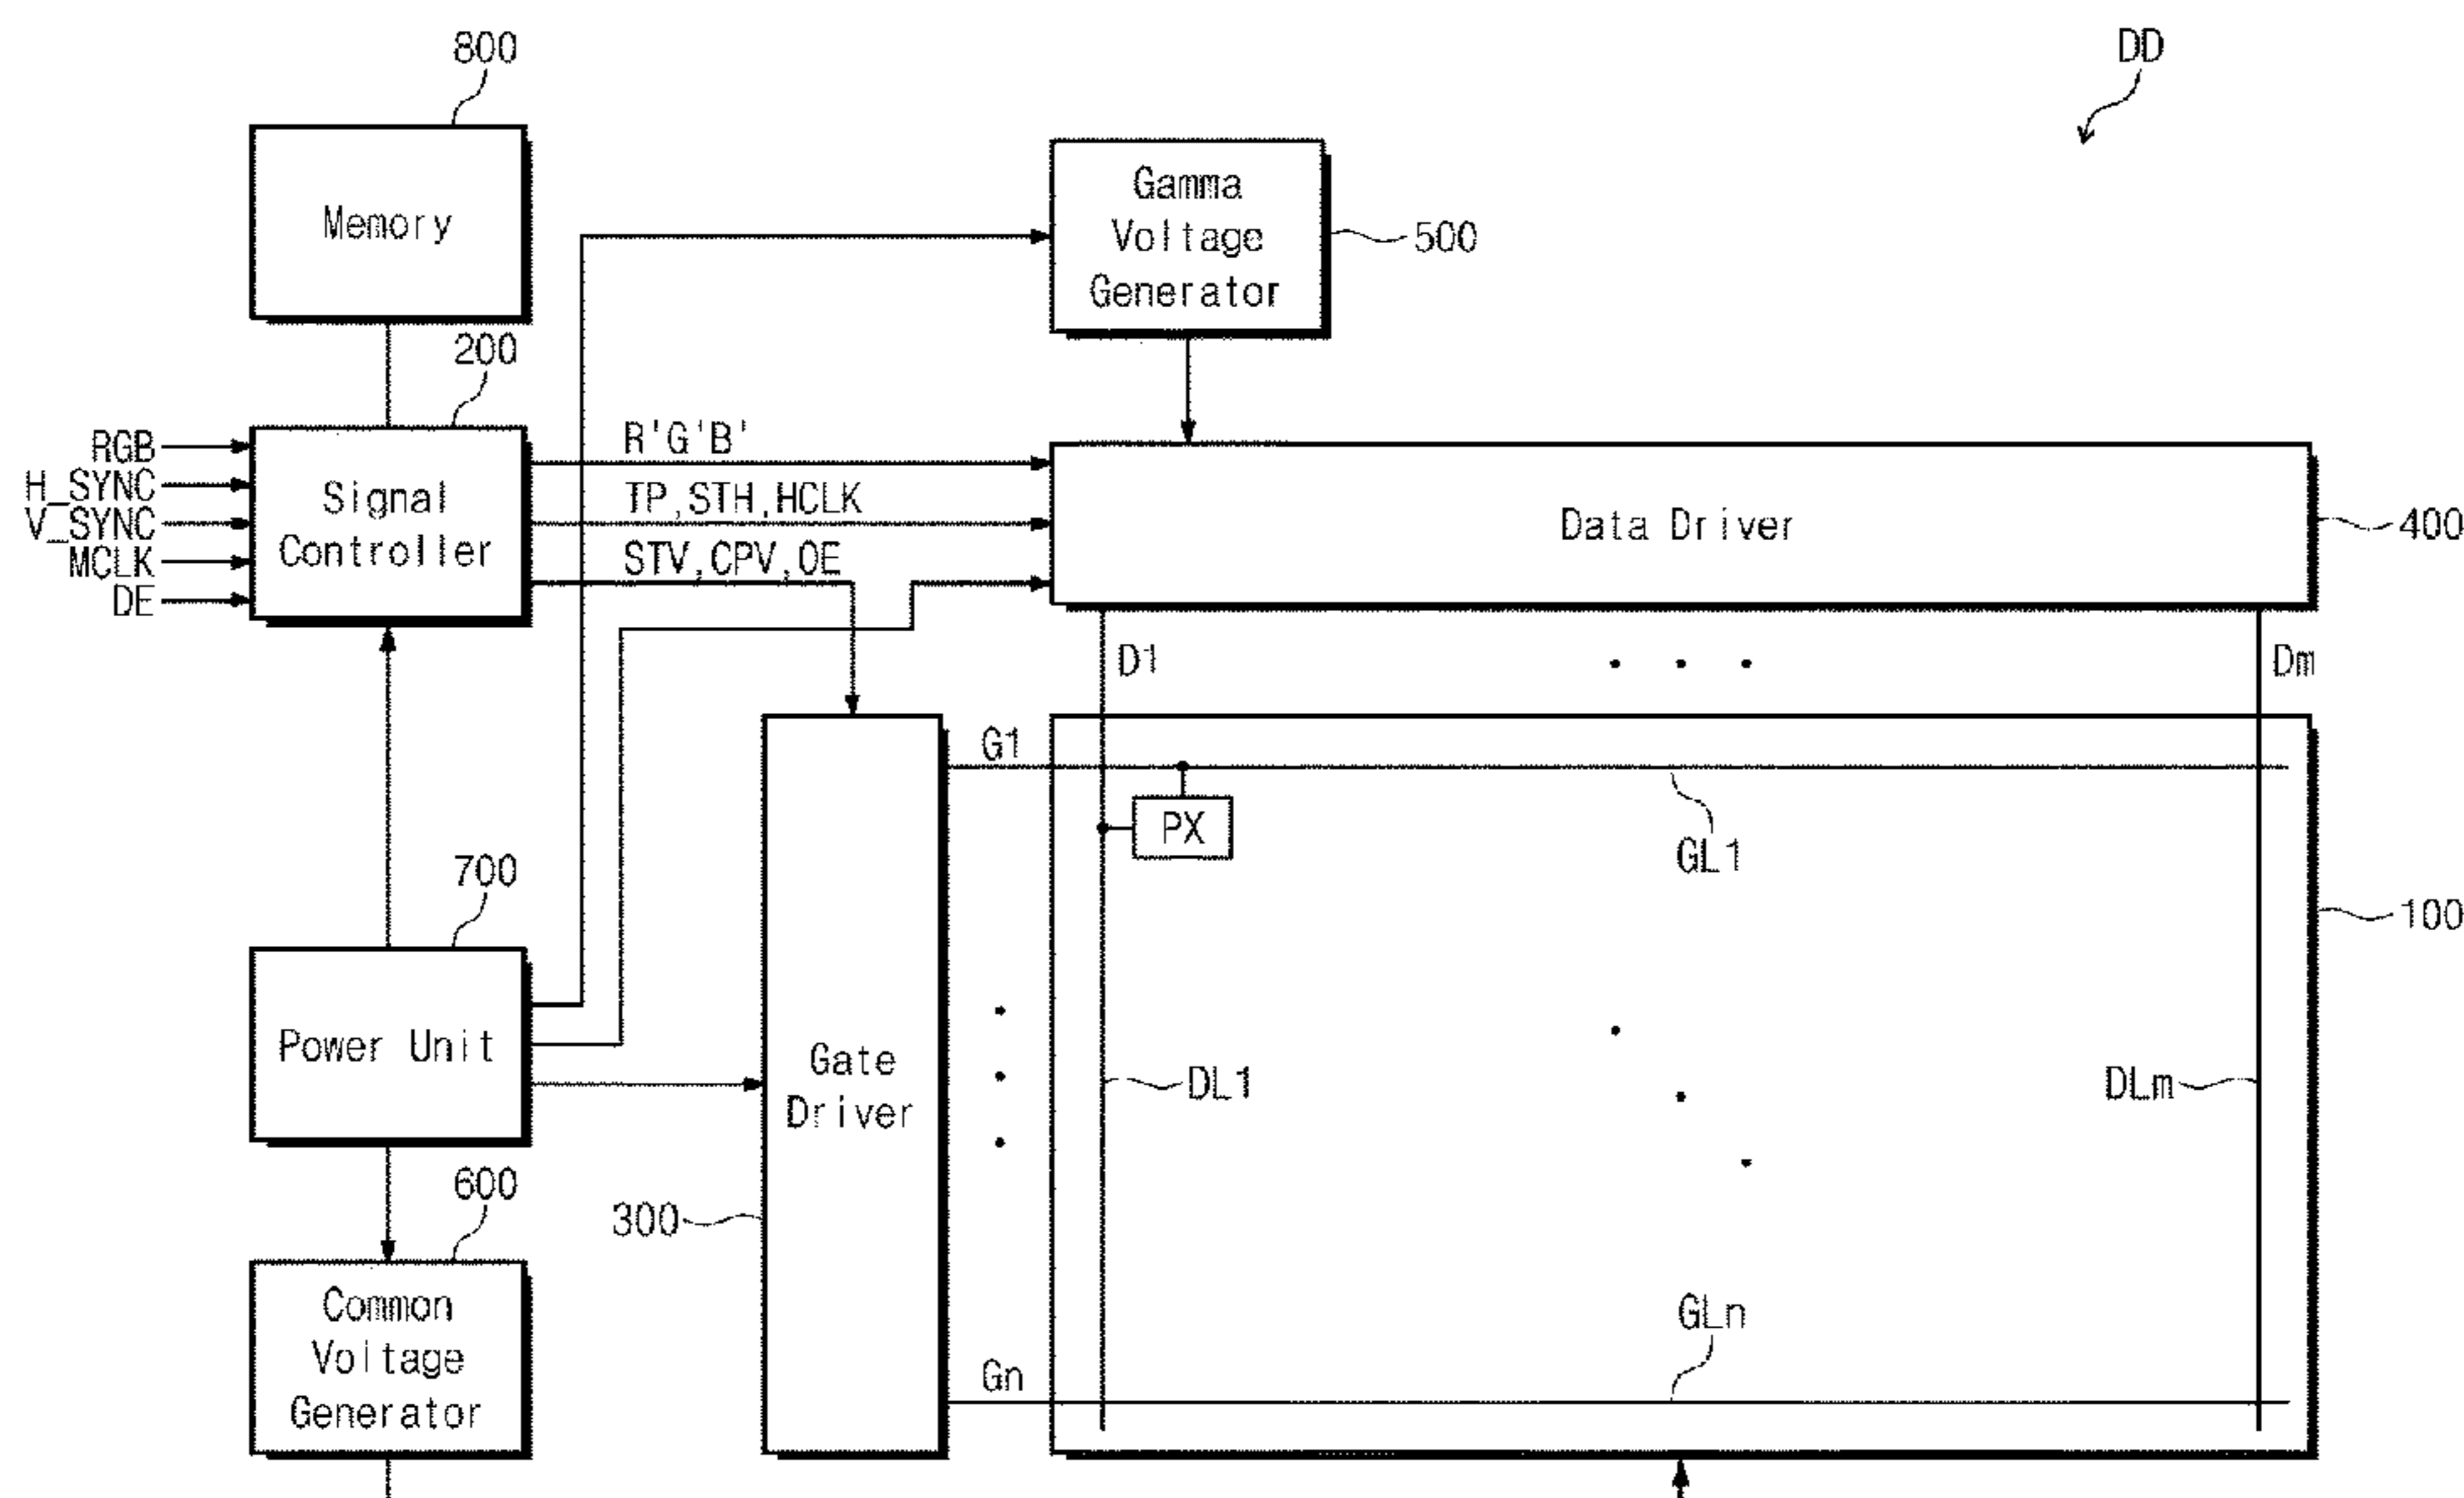 800
DD
Memory
Gamma
Voltage
Generator
500
200
RGB
H_SYNC
V_SYNC
MCLK
DE
Signal
Controller
R'G'B'
TP,STH,HCLK
STV,CPV,OE
Data Driver
400
D1
Dm
G1
PX
GL1
700
100
Power Unit
Gate
Driver
DL1
DLm
600
300
Common
Voltage
Generator
GLn
Gn